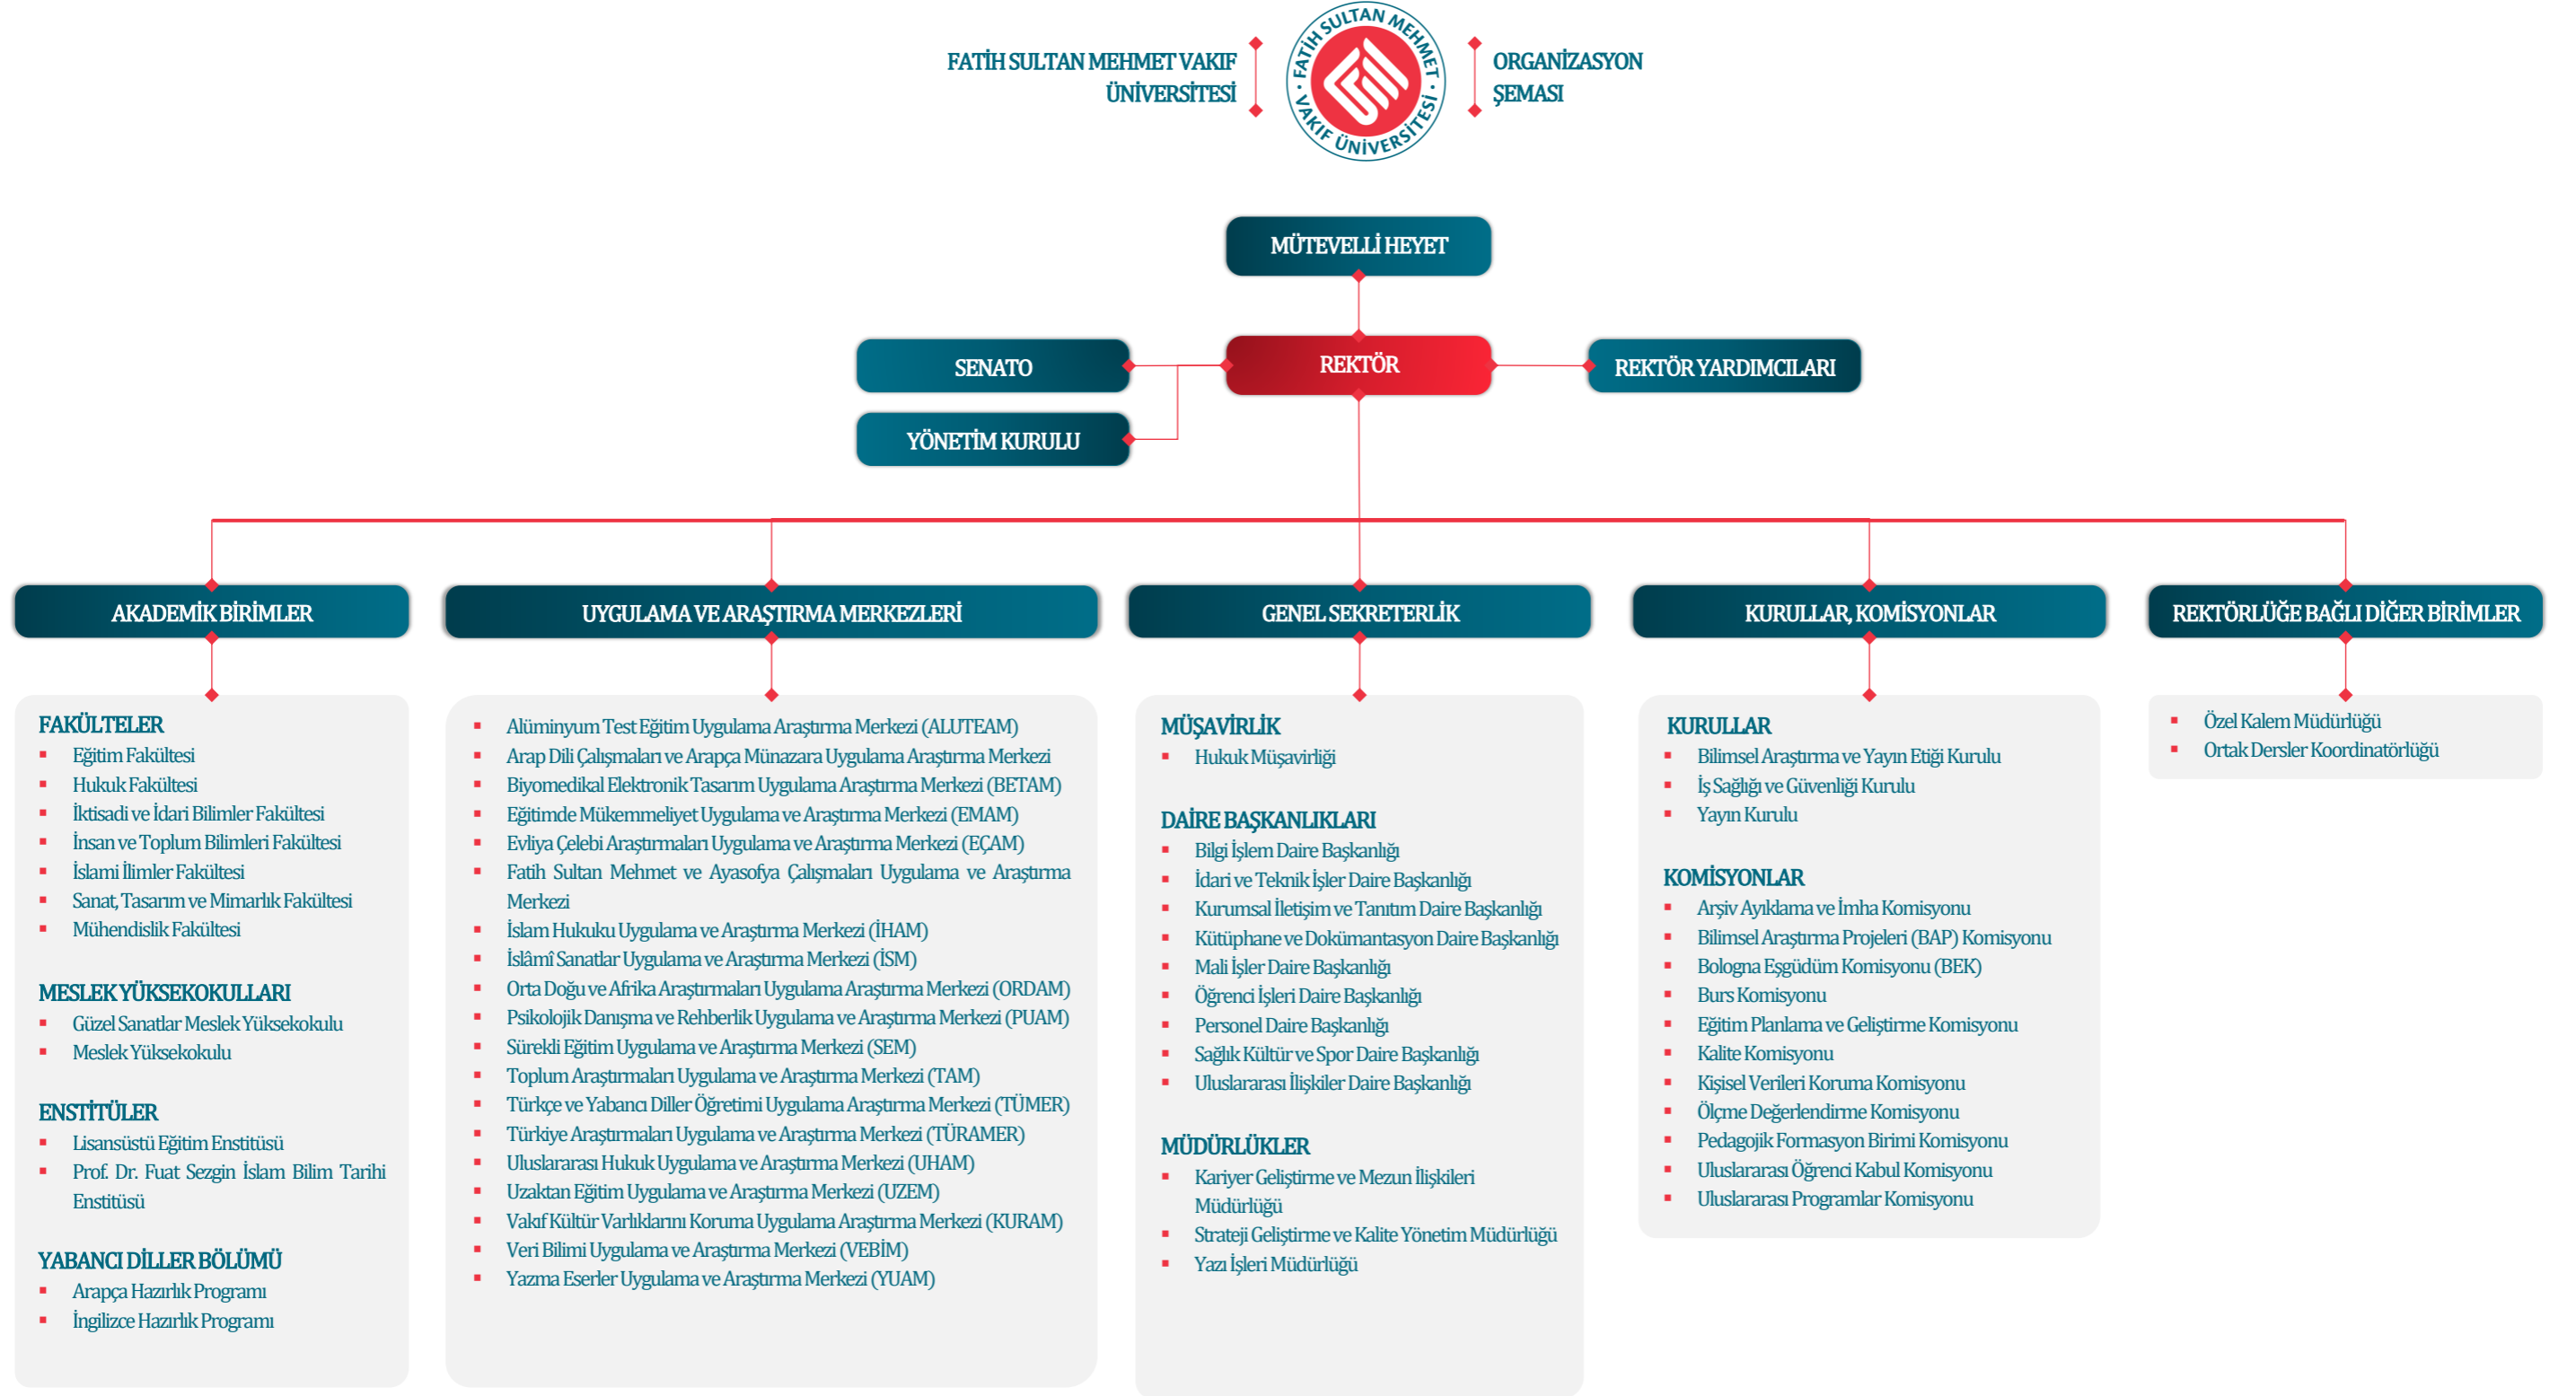 FATİH SULTAN MEHMET VAKIF
ÜNİVERSİTESİ
FATİH SULTAN MEHMET
VAKIF ÜNİVERSİTESİ
ORGANİZASYON
ŞEMASI
MÜTEVELLİ HEYET
SENATO
REKTÖR
REKTÖR YARDIMCILARI
YÖNETİM KURULU
AKADEMİK BİRİMLER
FAKÜLTELER
Eğitim Fakültesi
Hukuk Fakültesi
İktisadi ve İdari Bilimler Fakültesi
İnsan ve Toplum Bilimleri Fakültesi
İslami İlimler Fakültesi
Sanat, Tasarım ve Mimarlık Fakültesi
Mühendislik Fakültesi
MESLEK YÜKSEKOKULLARI
Güzel Sanatlar Meslek Yüksekokulu
Meslek Yüksekokulu
ENSTİTÜLER
Lisansüstü Eğitim Enstitüsü
Prof. Dr. Fuat Sezgin İslam Bilim Tarihi
Enstitüsü
YABANCI DİLLER BÖLÜMÜ
Arapça Hazırlık Programı
İngilizce Hazırlık Programı
UYGULAMA VE ARAŞTIRMA MERKEZLERİ
Alüminyum Test Eğitim Uygulama Araştırma Merkezi (ALUTEAM)
Arap Dili Çalışmaları ve Arapça Münazara Uygulama Araştırma Merkezi
Biyomedikal Elektronik Tasarım Uygulama Araştırma Merkezi (BETAM)
Eğitimde Mükemmeliyet Uygulama ve Araştırma Merkezi (EMAM)
Evliya Çelebi Araştırmaları Uygulama ve Araştırma Merkezi (EÇAM)
Fatih Sultan Mehmet ve Ayasofya Çalışmaları Uygulama ve Araştırma
Merkezi
İslam Hukuku Uygulama ve Araştırma Merkezi (İHAM)
İslâmî Sanatlar Uygulama ve Araştırma Merkezi (İSM)
Orta Doğu ve Afrika Araştırmaları Uygulama Araştırma Merkezi (ORDAM)
Psikolojik Danışma ve Rehberlik Uygulama ve Araştırma Merkezi (PUAM)
Sürekli Eğitim Uygulama ve Araştırma Merkezi (SEM)
Toplum Araştırmaları Uygulama ve Araştırma Merkezi (TAM)
Türkçe ve Yabancı Diller Öğretimi Uygulama Araştırma Merkezi (TÜMER)
Türkiye Araştırmaları Uygulama ve Araştırma Merkezi (TÜRAMER)
Uluslararası Hukuk Uygulama ve Araştırma Merkezi (UHAM)
Uzaktan Eğitim Uygulama ve Araştırma Merkezi (UZEM)
Vakıf Kültür Varlıklarını Koruma Uygulama Araştırma Merkezi (KURAM)
Veri Bilimi Uygulama ve Araştırma Merkezi (VEBİM)
Yazma Eserler Uygulama ve Araştırma Merkezi (YUAM)
GENEL SEKRETERLİK
MÜŞAVİRLİK
Hukuk Müşavirliği
DAİRE BAŞKANLIKLARI
Bilgi İşlem Daire Başkanlığı
İdari ve Teknik İşler Daire Başkanlığı
Kurumsal İletişim ve Tanıtım Daire Başkanlığı
Kütüphane ve Dokümantasyon Daire Başkanlığı
Mali İşler Daire Başkanlığı
Öğrenci İşleri Daire Başkanlığı
Personel Daire Başkanlığı
Sağlık Kültür ve Spor Daire Başkanlığı
Uluslararası İlişkiler Daire Başkanlığı
MÜDÜRLÜKLER
Kariyer Geliştirme ve Mezun İlişkileri
Müdürlüğü
Strateji Geliştirme ve Kalite Yönetim Müdürlüğü
Yazı İşleri Müdürlüğü
KURULLAR, KOMİSYONLAR
KURULLAR
Bilimsel Araştırma ve Yayın Etiği Kurulu
İş Sağlığı ve Güvenliği Kurulu
Yayın Kurulu
KOMİSYONLAR
Arşiv Ayıklama ve İmha Komisyonu
Bilimsel Araştırma Projeleri (BAP) Komisyonu
Bologna Eşgüdüm Komisyonu (BEK)
Burs Komisyonu
Eğitim Planlama ve Geliştirme Komisyonu
Kalite Komisyonu
Kişisel Verileri Koruma Komisyonu
Ölçme Değerlendirme Komisyonu
Pedagojik Formasyon Birimi Komisyonu
Uluslararası Öğrenci Kabul Komisyonu
Uluslararası Programlar Komisyonu
REKTÖRLÜĞE BAĞLI DİĞER BİRİMLER
Özel Kalem Müdürlüğü
Ortak Dersler Koordinatörlüğü